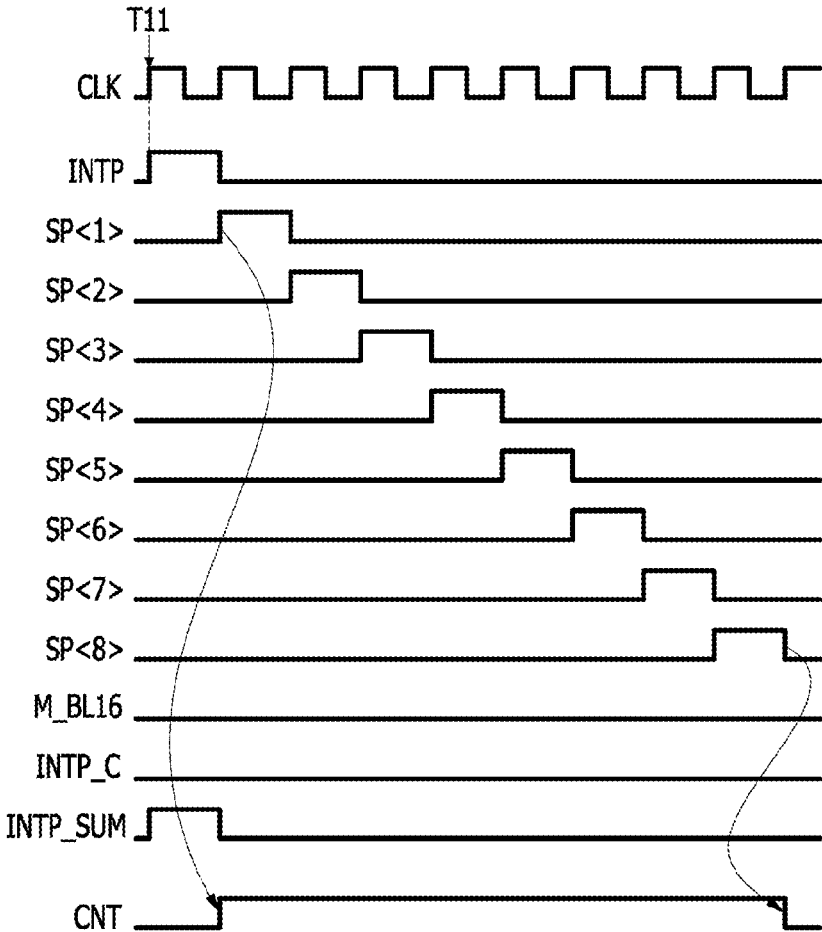 T11
CLK
INTP
SP<1>
SP<2>
SP<3>
SP<4>
SP<5>
SP<6>
SP<7>
SP<8>
M_BL16
INTP_C
INTP_SUM
CNT